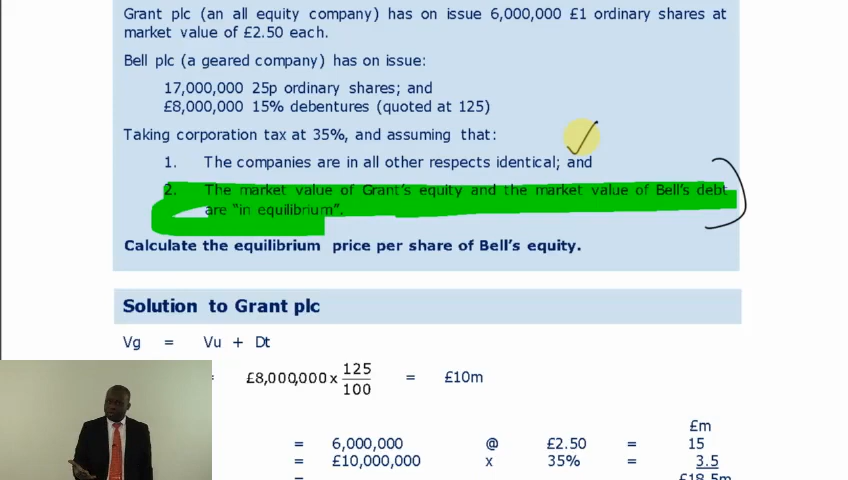 Grant plc (an all equity company) has on issue 6,000,000 £1 ordinary shares at
market value of £2.50 each.
Bell plc (a geared company) has on issue:
17,000,000 25p ordinary shares; and
£8,000,000 15% debentures (quoted at 125)
Taking corporation tax at 35%, and assuming that:
1. The companies are in all other respects identical; and
2. The market value of Grant's equity and the market value of Bell's debt
are "in equilibrium".
Calculate the equilibrium price per share of Bell's equity.
Solution to Grant plc
Vg = Vu + Dt
= £8,000,000 x 125/100 = £10m
£m
= 6,000,000 @ £2.50 = 15
= £10,000,000 x 35% = 3.5
= £18.5m